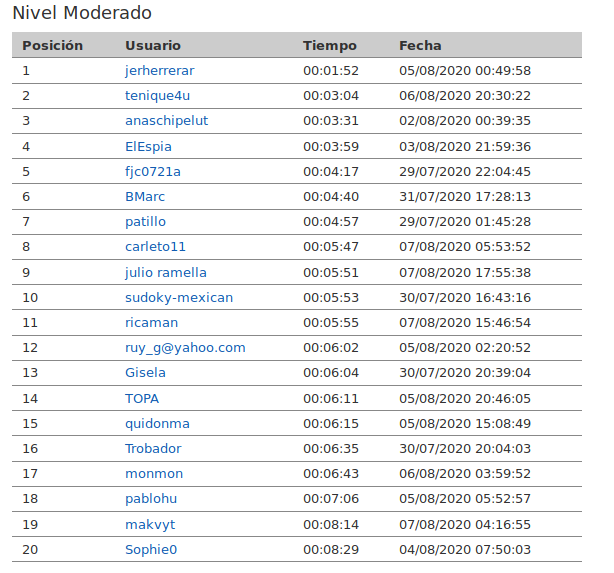 Nivel Moderado
Posición Usuario Tiempo Fecha
1 jerherrerar 00:01:52 05/08/2020 00:49:58
2 tenique4u 00:03:04 06/08/2020 20:30:22
3 anaschipelut 00:03:31 02/08/2020 00:39:35
4 ElEspia 00:03:59 03/08/2020 21:59:36
5 fjc0721a 00:04:17 29/07/2020 22:04:45
6 BMarc 00:04:40 31/07/2020 17:28:13
7 patillo 00:04:57 29/07/2020 01:45:28
8 carleto11 00:05:47 07/08/2020 05:53:52
9 julio ramella 00:05:51 07/08/2020 17:55:38
10 sudoky-mexican 00:05:53 30/07/2020 16:43:16
11 ricaman 00:05:55 07/08/2020 15:46:54
12 ruy_g@yahoo.com 00:06:02 05/08/2020 02:20:52
13 Gisela 00:06:04 30/07/2020 20:39:04
14 TOPA 00:06:11 05/08/2020 20:46:05
15 quidonma 00:06:15 05/08/2020 15:08:49
16 Trobador 00:06:35 30/07/2020 20:04:03
17 monmon 00:06:43 06/08/2020 03:59:52
18 pablohu 00:07:06 05/08/2020 05:52:57
19 makvyt 00:08:14 07/08/2020 04:16:55
20 Sophie0 00:08:29 04/08/2020 07:50:03